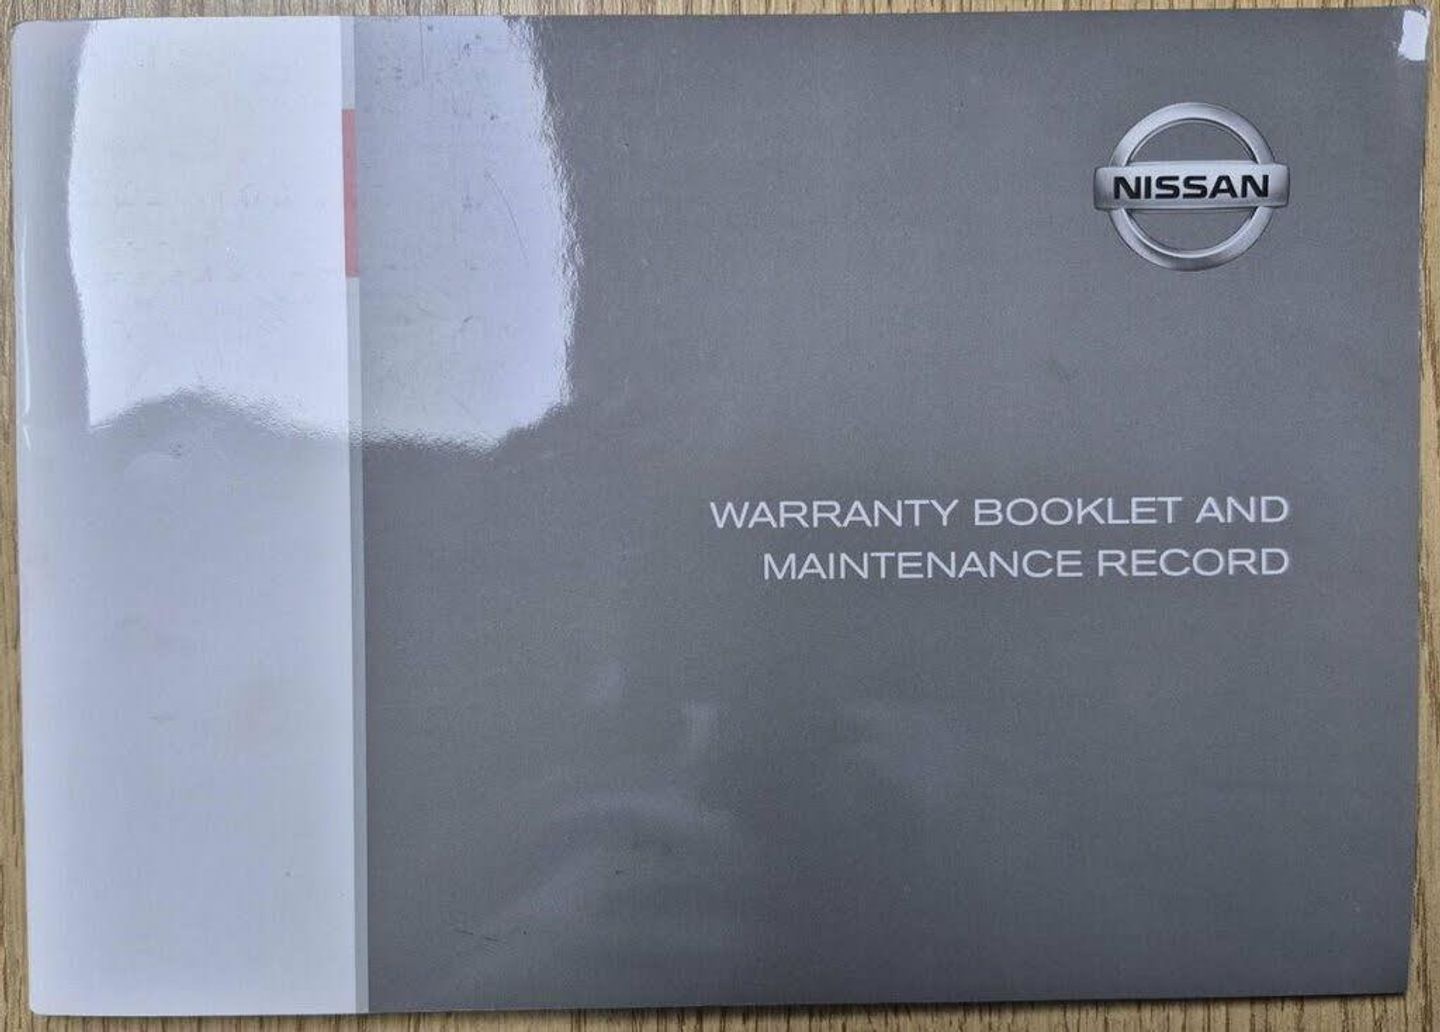 NISSAN
WARRANTY BOOKLET AND
MAINTENANCE RECORD